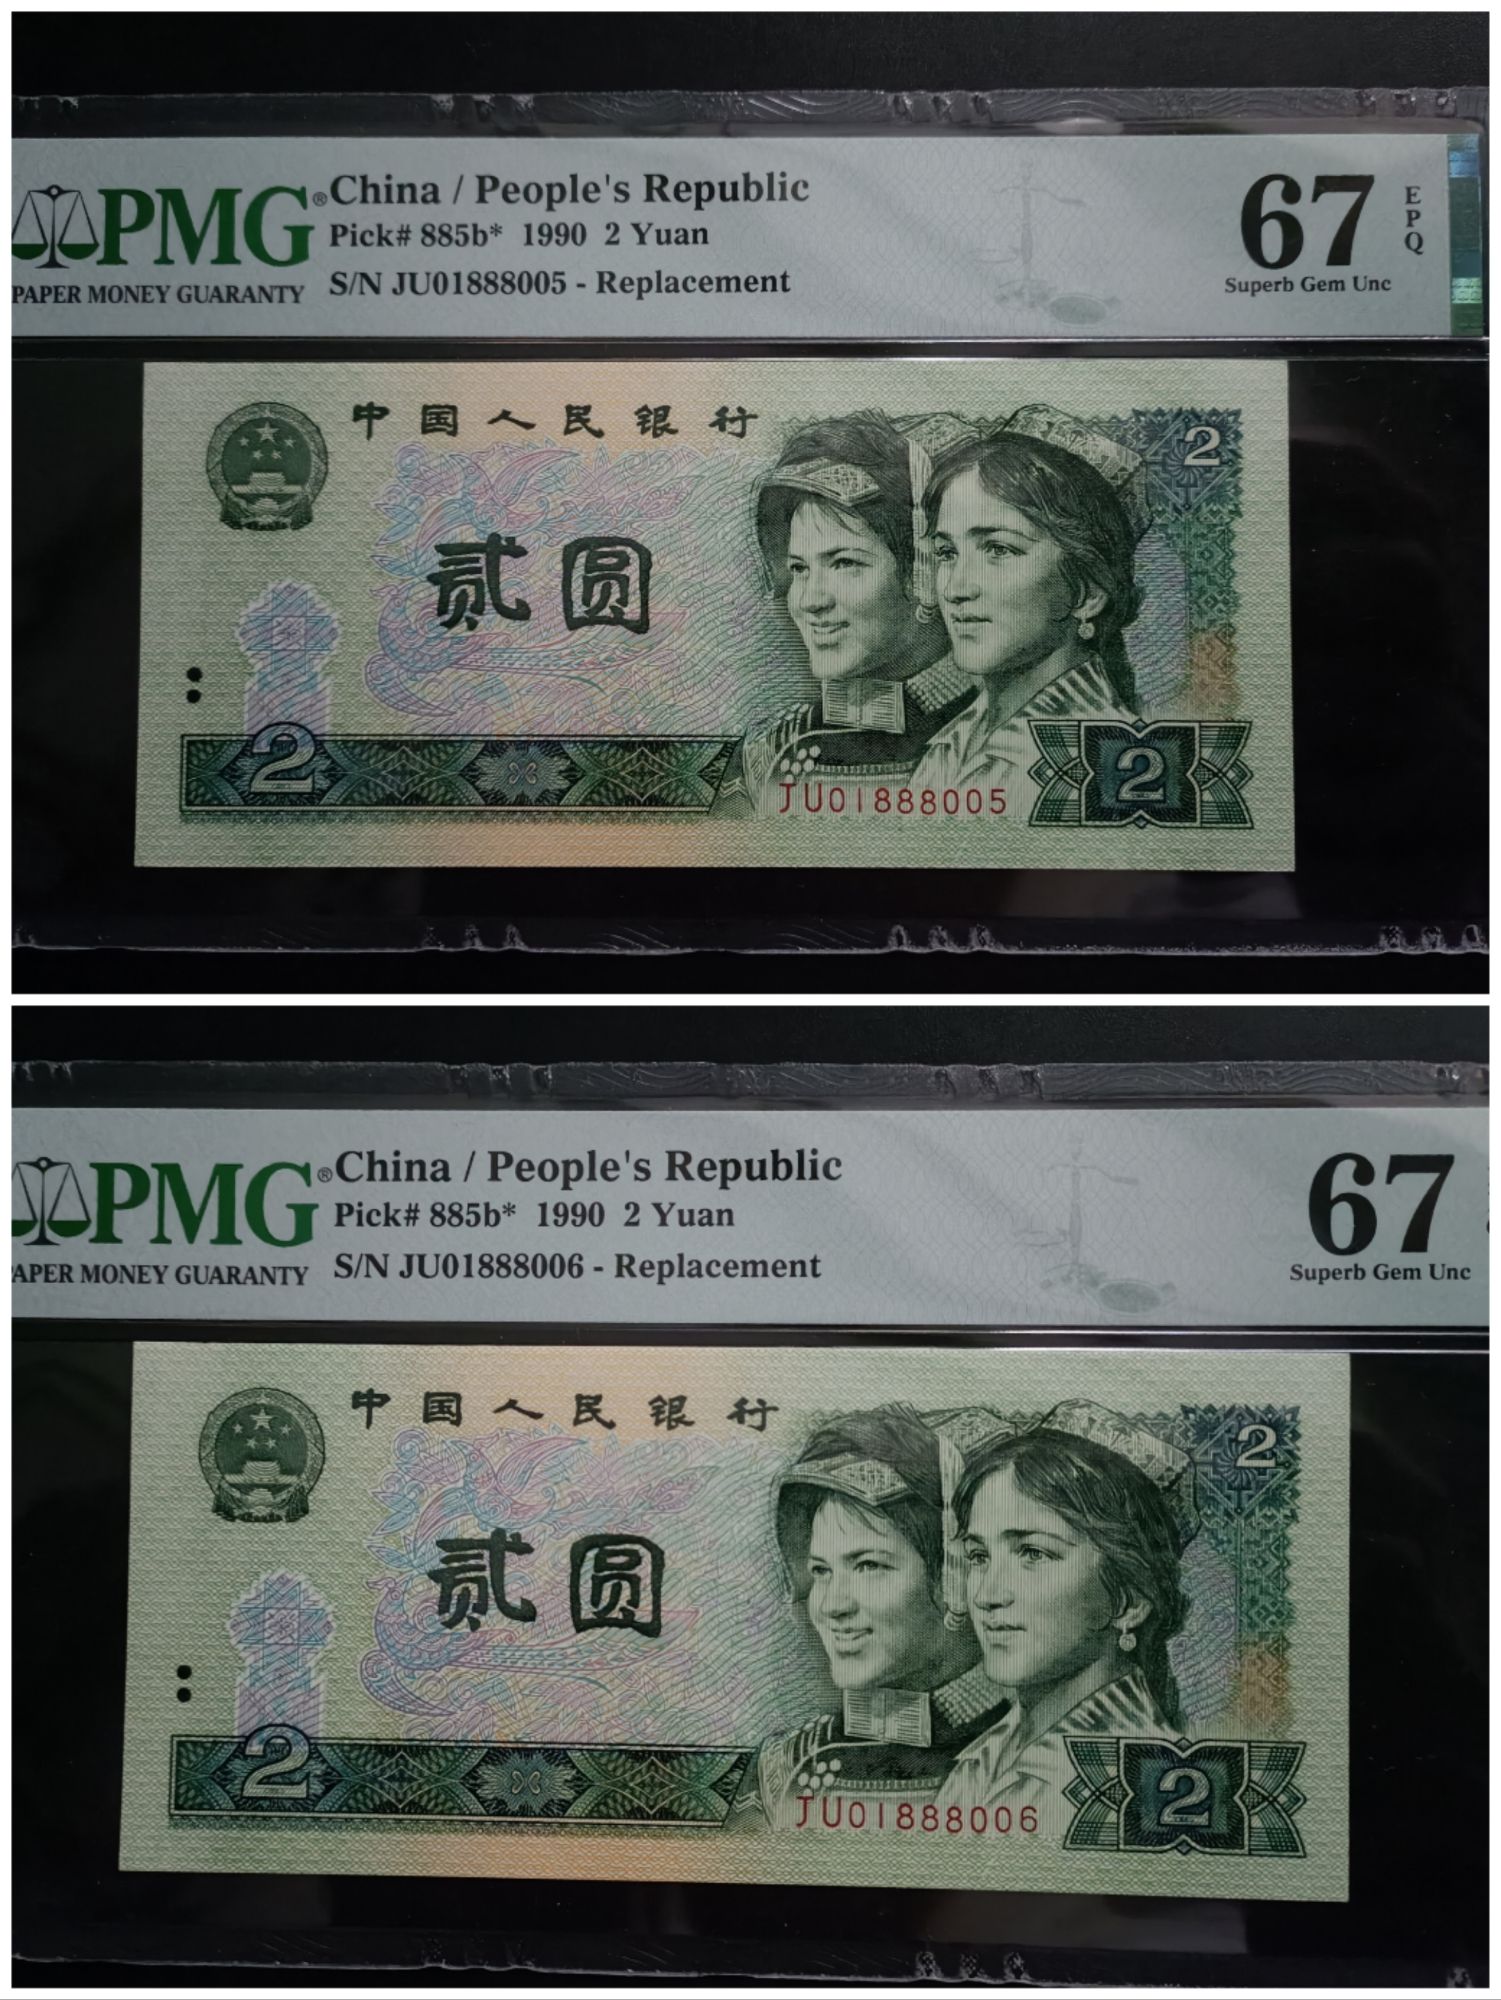 PMG®
PAPER MONEY GUARANTY
China / People's Republic
Pick# 885b* 1990 2 Yuan
S/N JU01888005 - Replacement
67
EPQ
Superb Gem Unc
中国人民银行
2
贰圆
2
JU01888005
2
PMG®
APER MONEY GUARANTY
China / People's Republic
Pick# 885b* 1990 2 Yuan
S/N JU01888006 - Replacement
67
Superb Gem Unc
中国人民银行
2
贰圆
2
JU01888006
2